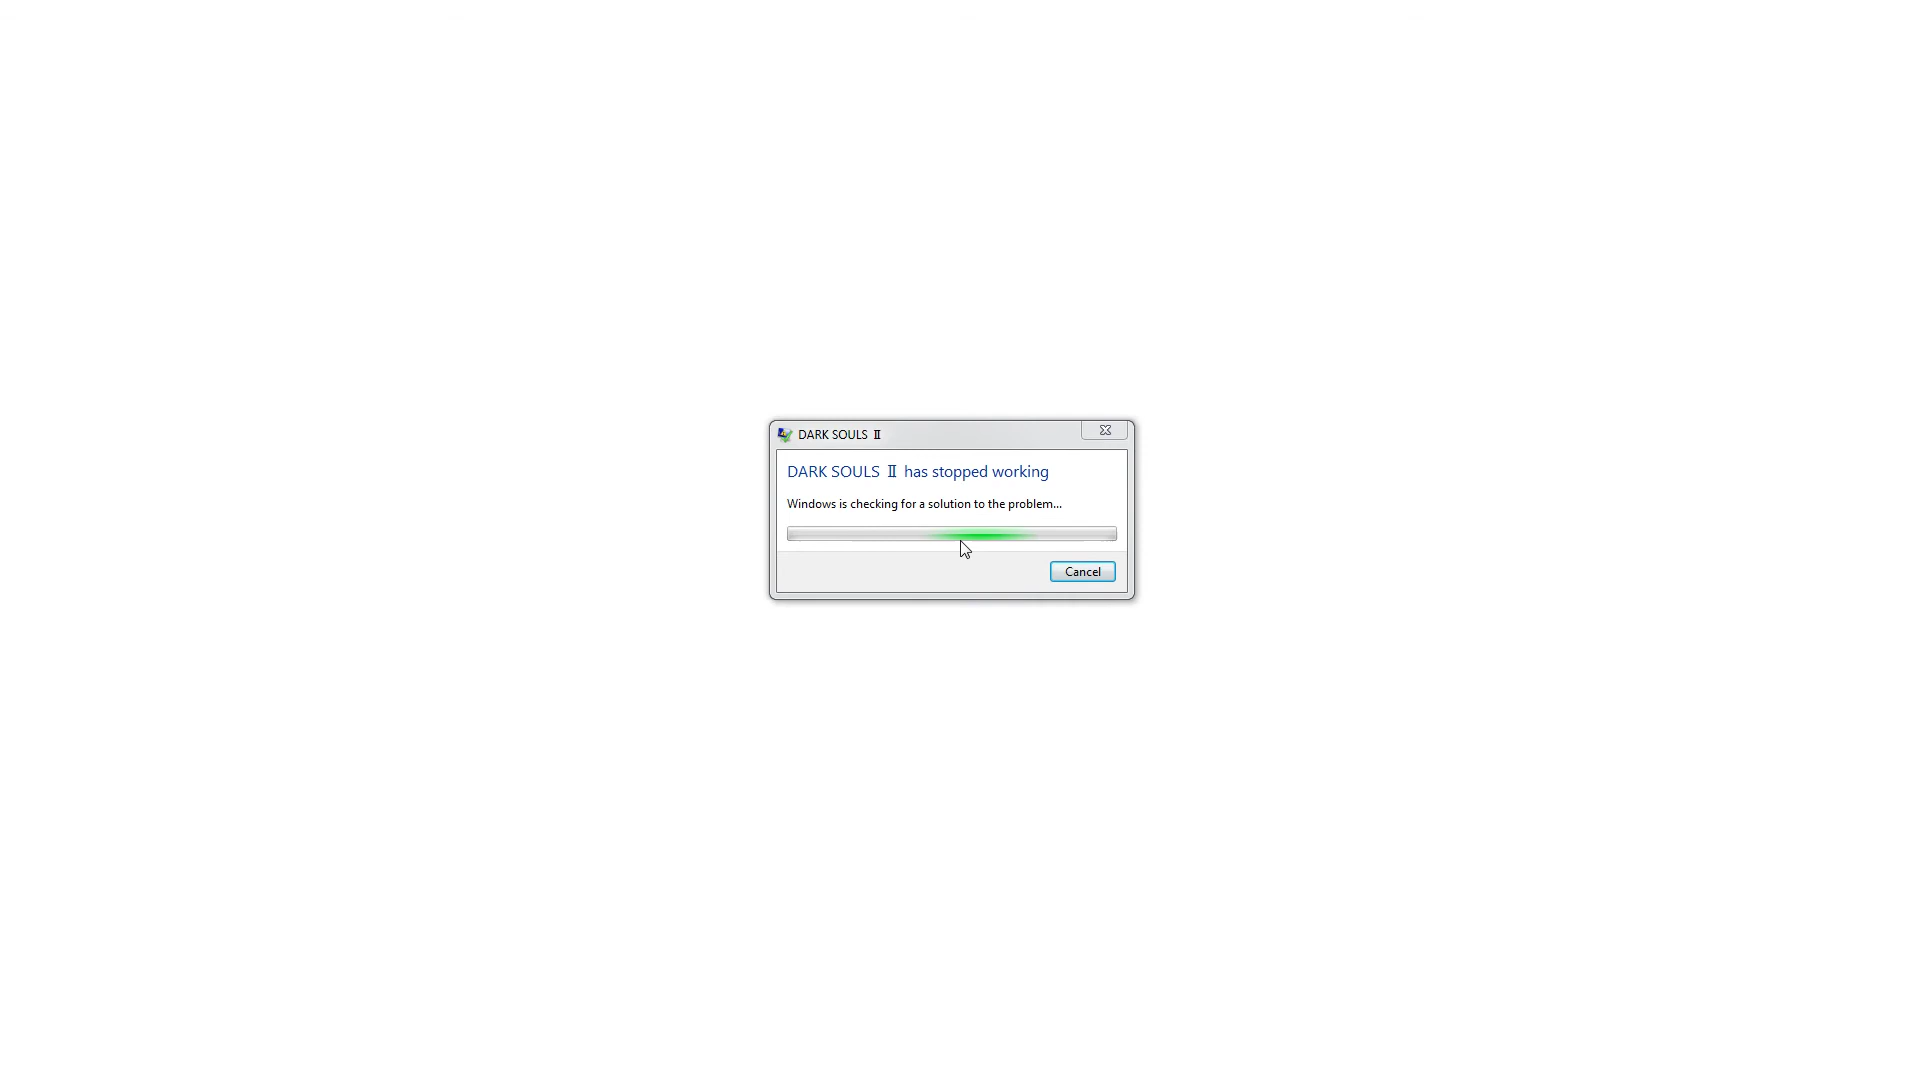 DARK SOULS Ⅱ
DARK SOULS Ⅱ has stopped working
Windows is checking for a solution to the problem...
Cancel